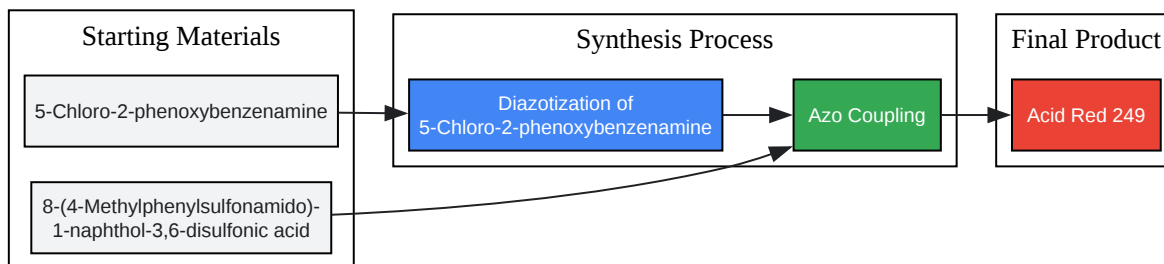 Starting Materials
5-Chloro-2-phenoxybenzenamine
8-(4-Methylphenylsulfonamido)-
1-naphthol-3,6-disulfonic acid
Synthesis Process
Diazotization of
5-Chloro-2-phenoxybenzenamine
Azo Coupling
Final Product
Acid Red 249